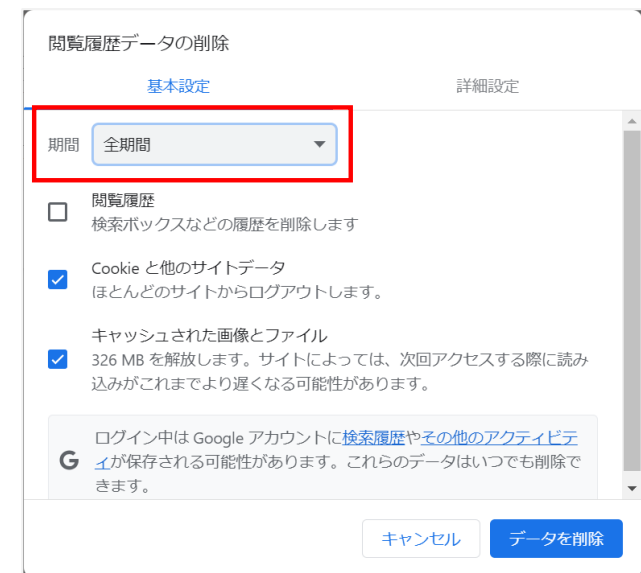 閲覧履歴データの削除
基本設定 詳細設定
期間 全期間
閲覧履歴
検索ボックスなどの履歴を削除します
Cookie と他のサイトデータ
ほとんどのサイトからログアウトします。
キャッシュされた画像とファイル
326 MB を解放します。サイトによっては、次回アクセスする際に読み
込みがこれまでより遅くなる可能性があります。
ログイン中は Google アカウントに検索履歴やその他のアクティビテ
ィが保存される可能性があります。これらのデータはいつでも削除で
きます。
キャンセル データを削除